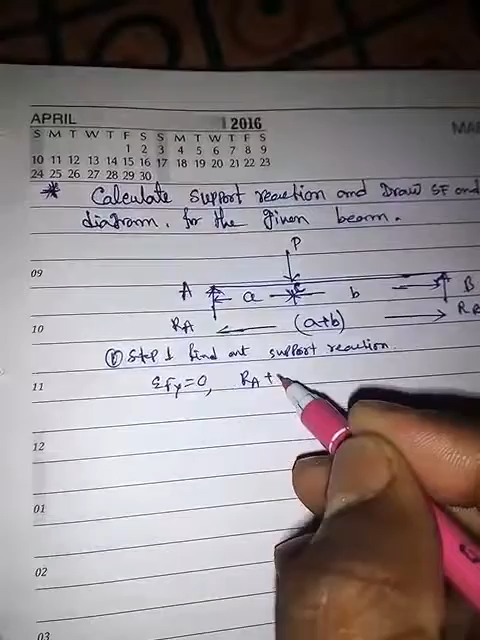 APRIL 2016
S M T W T F S S M T W T F S
1 2 3 4 5 6 7 8 9
10 11 12 13 14 15 16 17 18 19 20 21 22 23
24 25 26 27 28 29 30
MA
* Calculate support reaction and Draw SF and
diagram. for the given beam.
P
09
A a b B
RA (a+b) RB
10
① Step 1 find out support reaction.
11
ΣFy=0, RA +
12
01
02
03